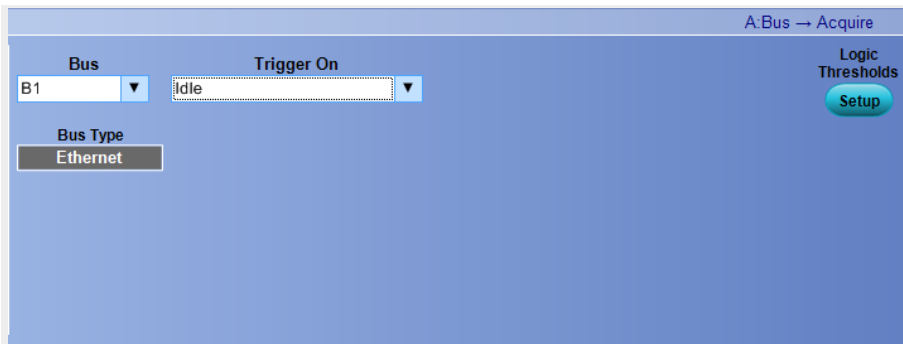 A:Bus → Acquire
Bus
Trigger On
Logic
Thresholds
B1
Idle
Setup
Bus Type
Ethernet